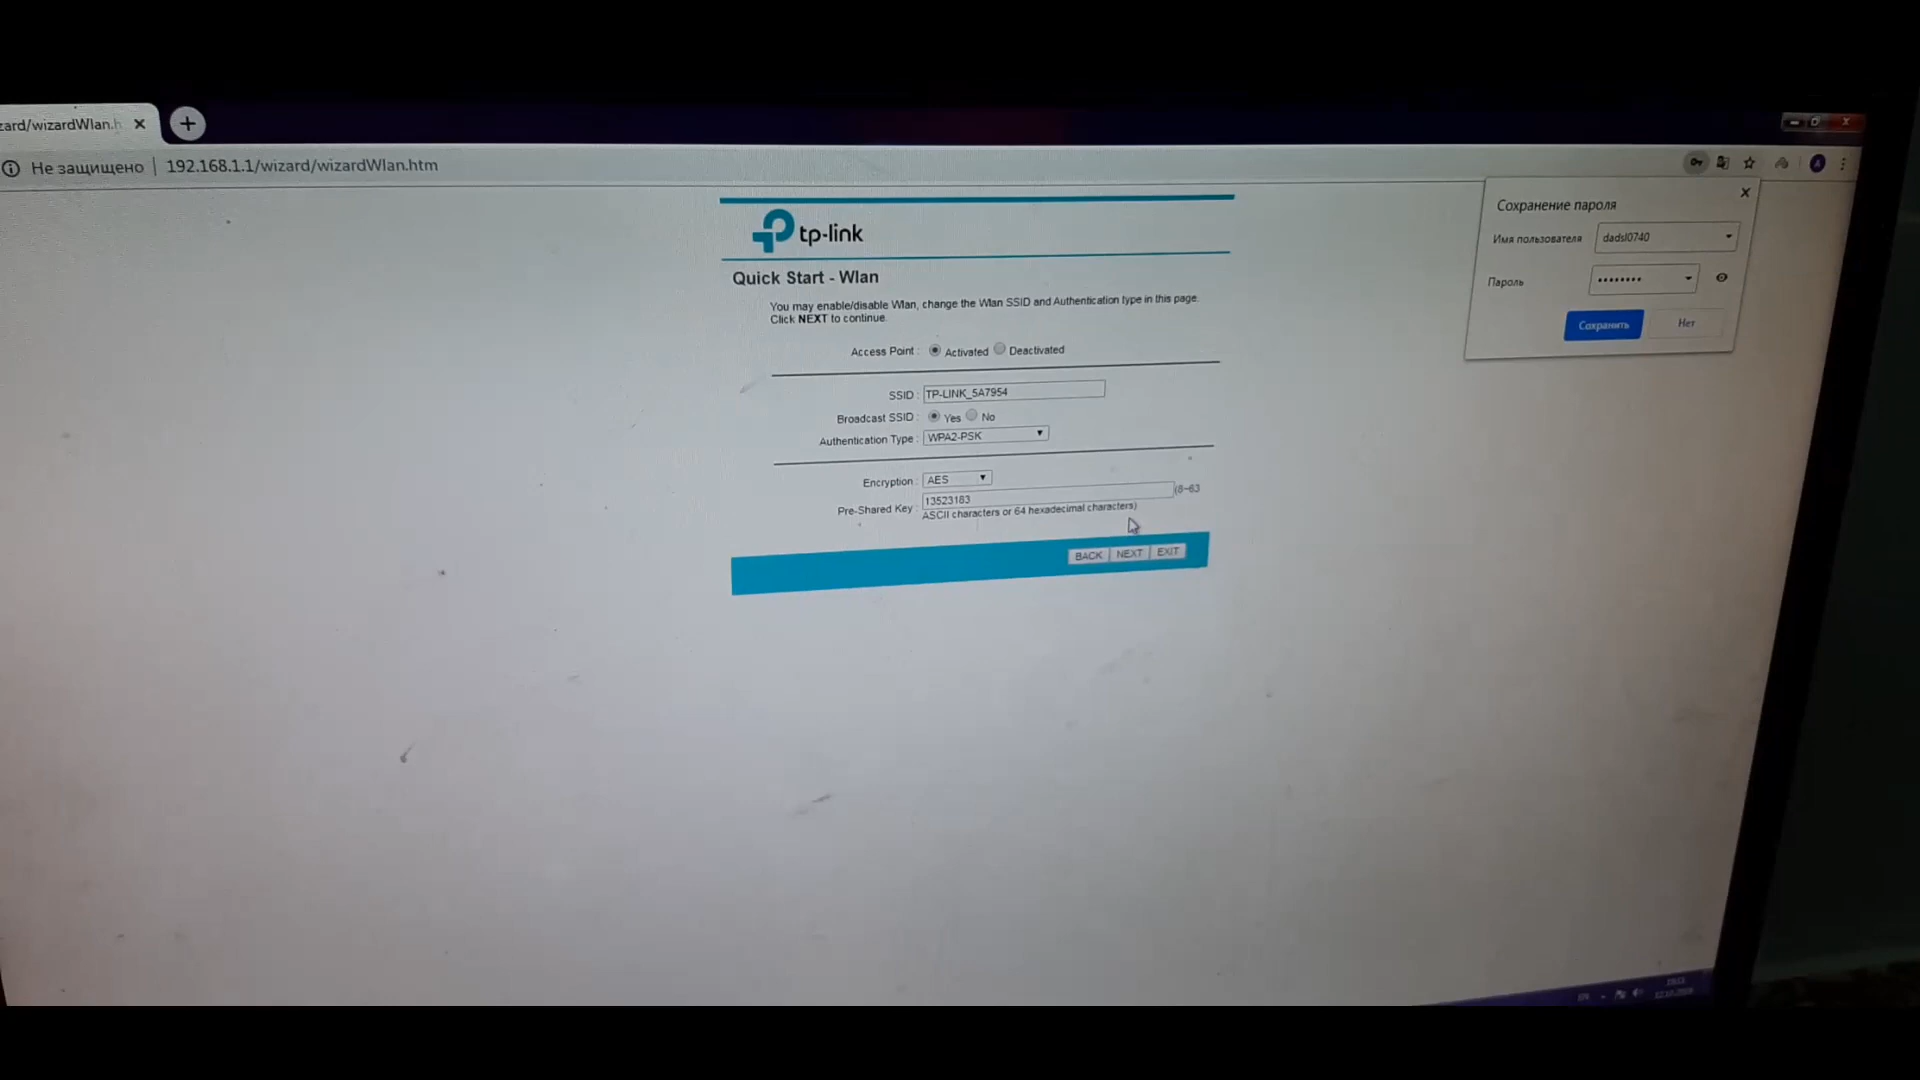 zard/wizardWlan.h
Не защищено 192.168.1.1/wizard/wizardWlan.htm
Сохранение пароля
Имя пользователя dadsl0740
Пароль ••••••••
Сохранить Нет
tp-link
Quick Start - Wlan
You may enable/disable Wlan, change the Wlan SSID and Authentication type in this page.
Click NEXT to continue.
Access Point : Activated Deactivated
SSID : TP-LINK_5A7954
Broadcast SSID : Yes No
Authentication Type : WPA2-PSK
Encryption : AES
Pre-Shared Key : 13523183 (8~63
ASCII characters or 64 hexadecimal characters)
BACK NEXT EXIT
EN